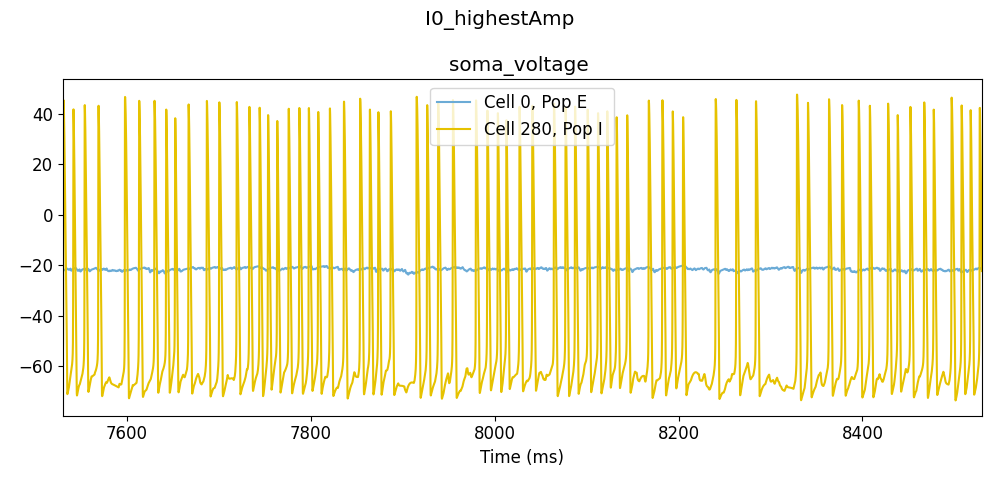 I0_highestAmp
soma_voltage
Cell 0, Pop E
Cell 280, Pop I
40
20
0
−20
−40
−60
7600 7800 8000 8200 8400
Time (ms)